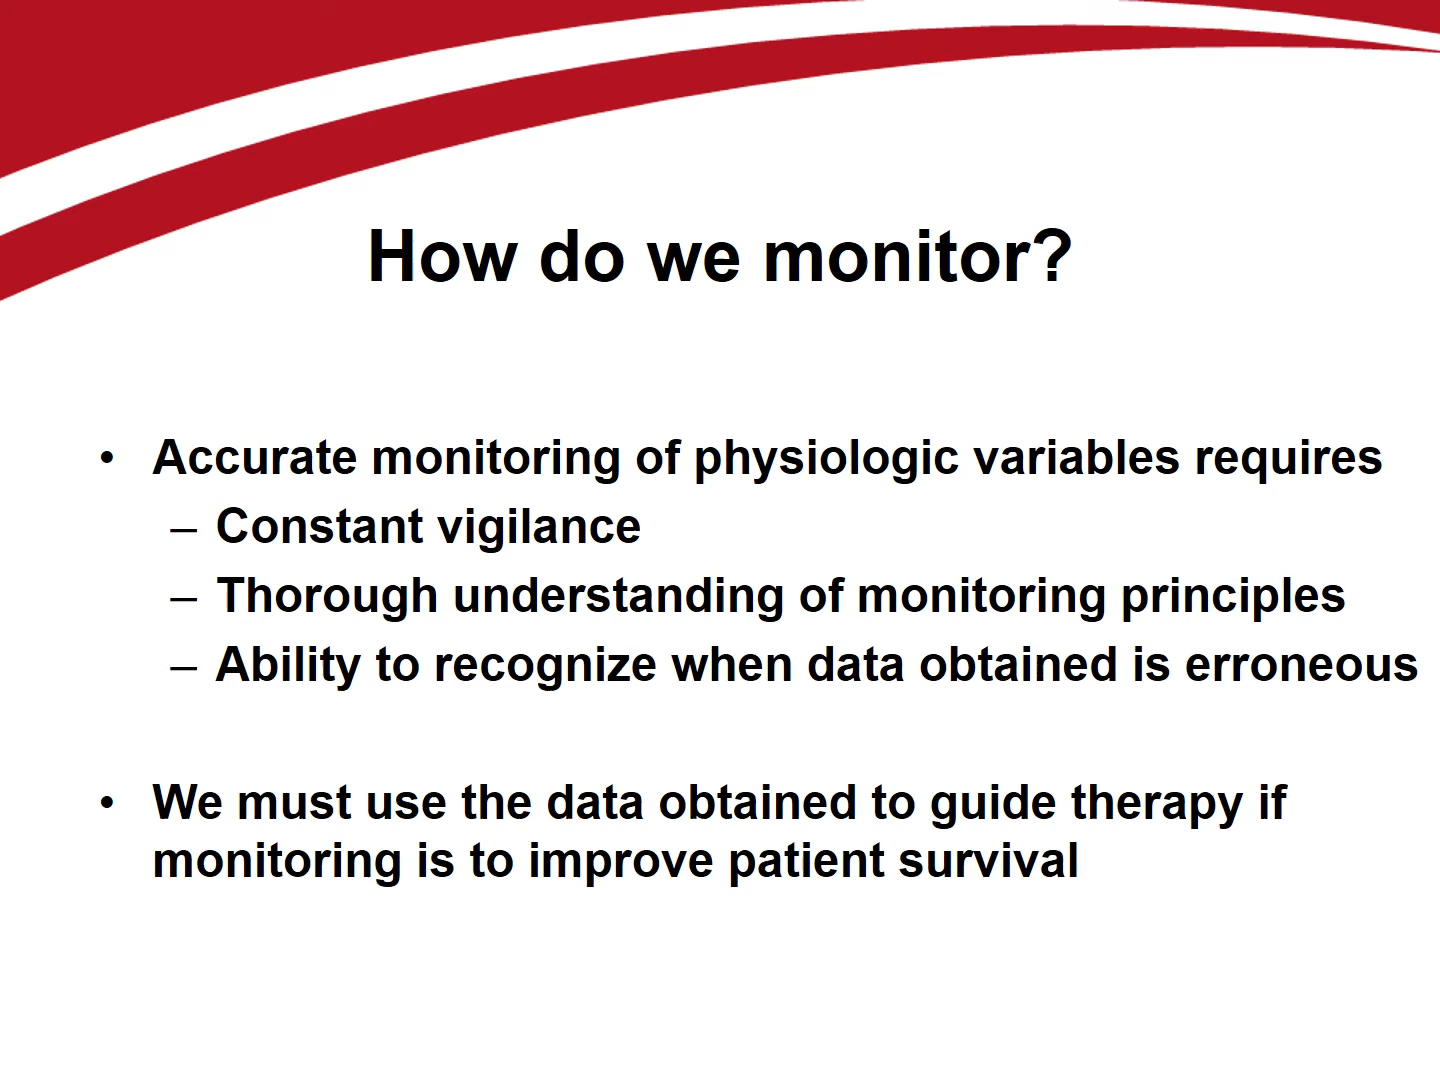 How do we monitor?
• Accurate monitoring of physiologic variables requires
– Constant vigilance
– Thorough understanding of monitoring principles
– Ability to recognize when data obtained is erroneous
• We must use the data obtained to guide therapy if
monitoring is to improve patient survival